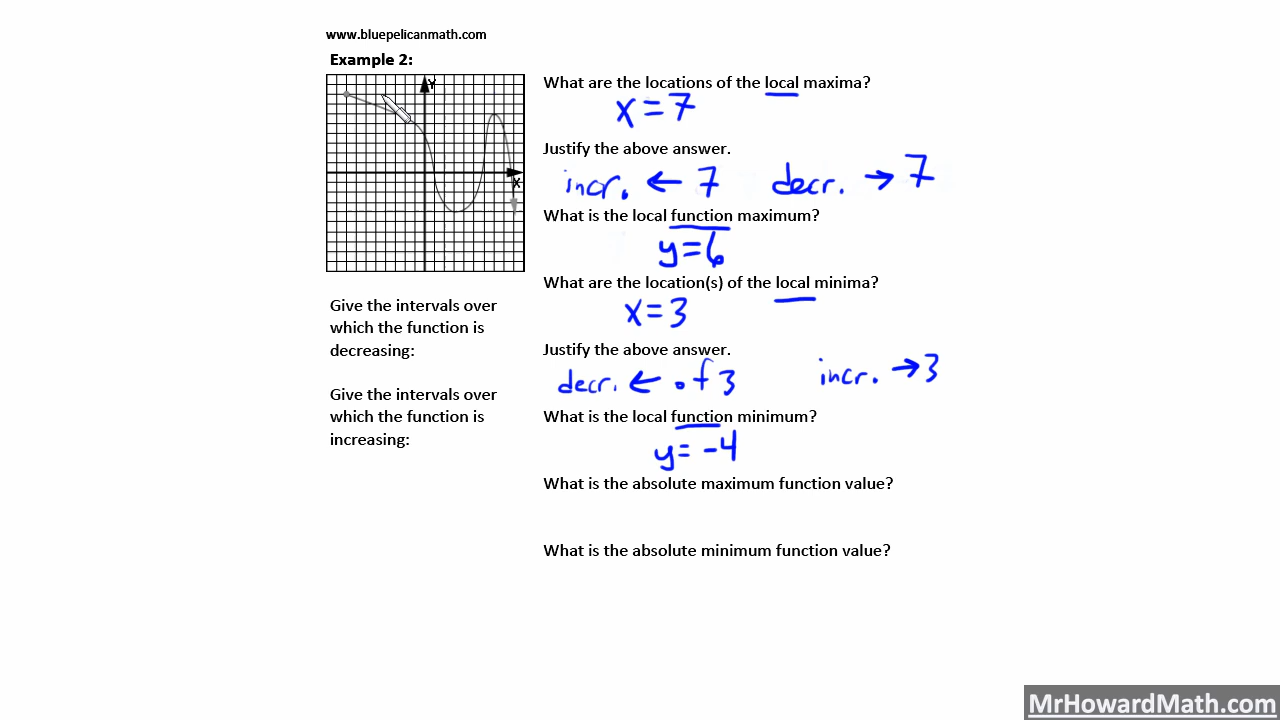 www.bluepelicanmath.com
Example 2:
Y
X
Give the intervals over
which the function is
decreasing:
Give the intervals over
which the function is
increasing:
What are the locations of the local maxima?
x = 7
Justify the above answer.
incr. ← 7 decr. → 7
What is the local function maximum?
y = 6
What are the location(s) of the local minima?
x = 3
Justify the above answer.
decr. ← of 3 incr. → 3
What is the local function minimum?
y = -4
What is the absolute maximum function value?
What is the absolute minimum function value?
MrHowardMath.com